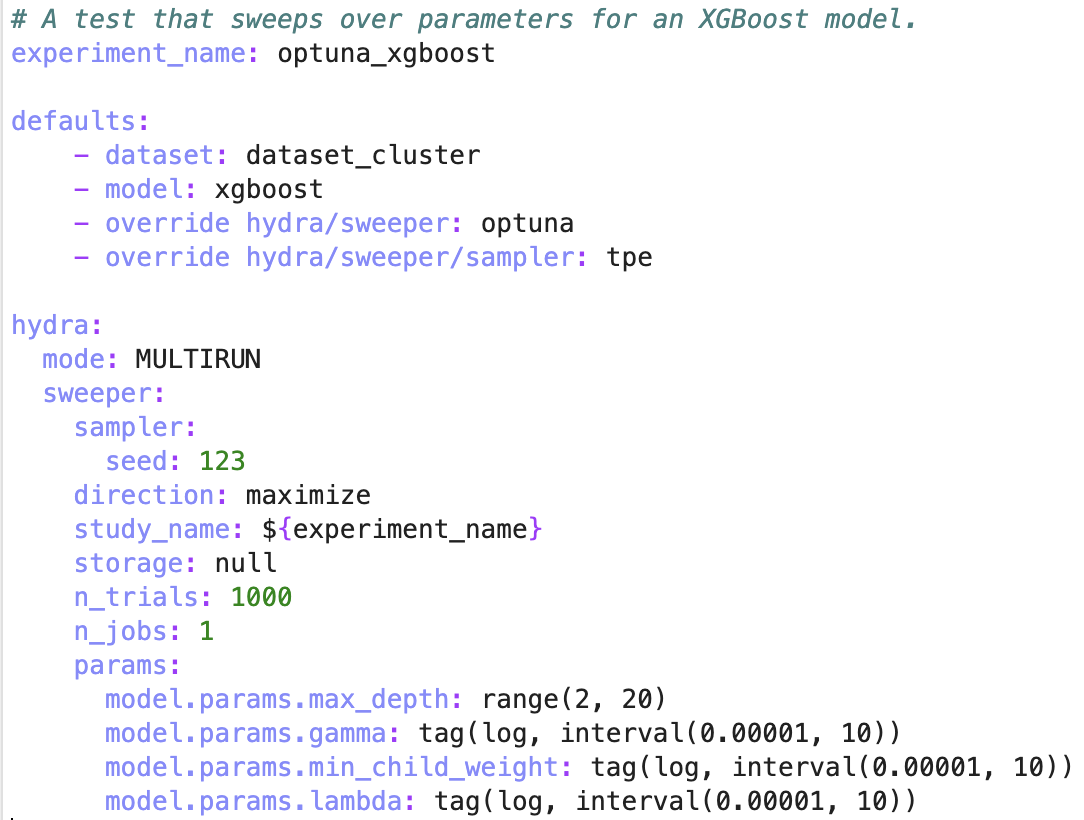 # A test that sweeps over parameters for an XGBoost model.
experiment_name: optuna_xgboost

defaults:
    - dataset: dataset_cluster
    - model: xgboost
    - override hydra/sweeper: optuna
    - override hydra/sweeper/sampler: tpe

hydra:
  mode: MULTIRUN
  sweeper:
    sampler:
      seed: 123
    direction: maximize
    study_name: ${experiment_name}
    storage: null
    n_trials: 1000
    n_jobs: 1
    params:
      model.params.max_depth: range(2, 20)
      model.params.gamma: tag(log, interval(0.00001, 10))
      model.params.min_child_weight: tag(log, interval(0.00001, 10))
      model.params.lambda: tag(log, interval(0.00001, 10))